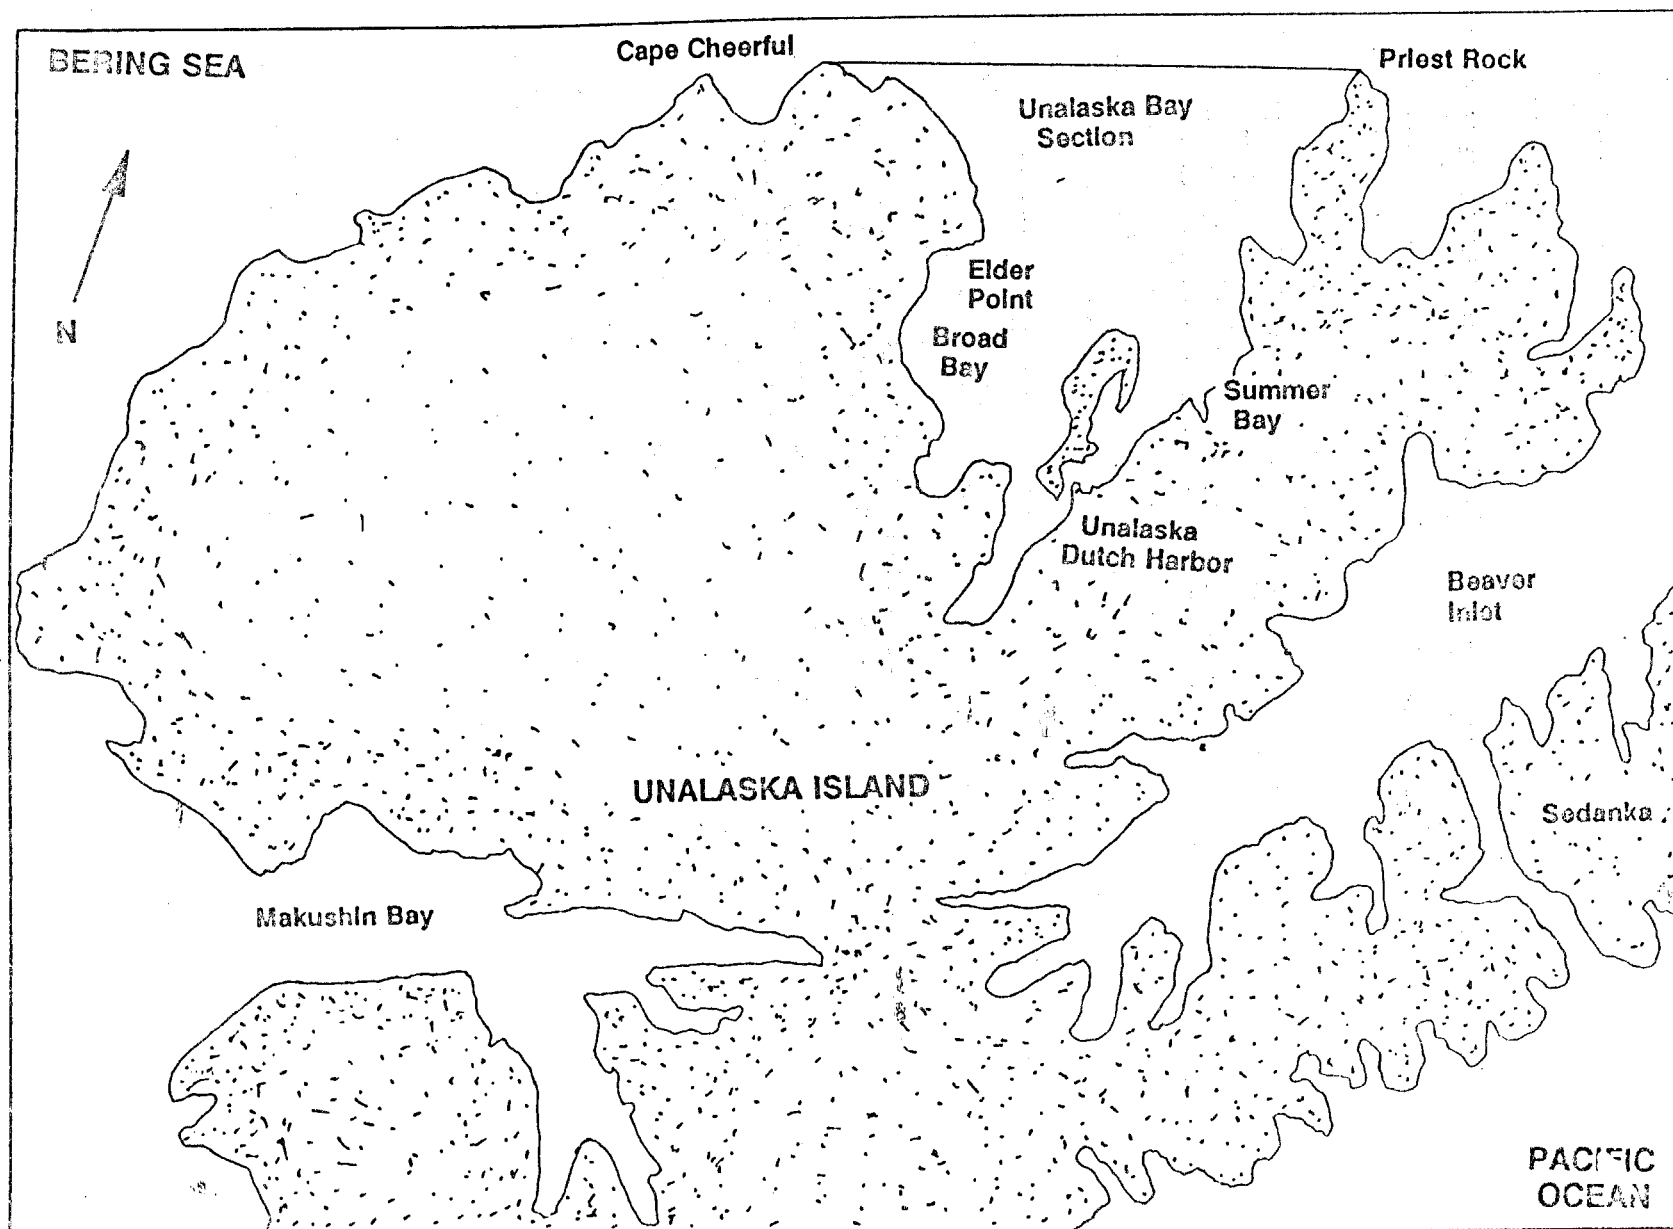 BERING SEA
Cape Cheerful
Priest Rock
Unalaska Bay
Section
N
Elder
Point
Broad
Bay
Summer
Bay
Unalaska
Dutch Harbor
Beaver
Inlet
UNALASKA ISLAND
Sedanka
Makushin Bay
PACIFIC
OCEAN